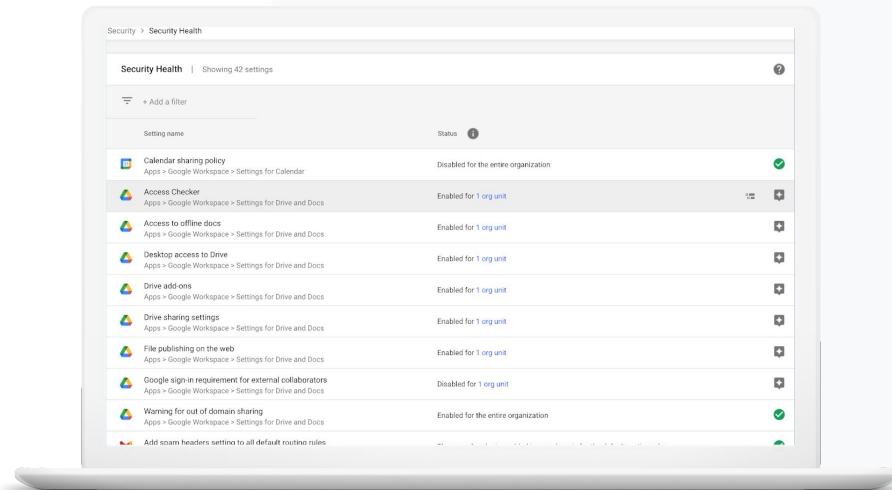 Security > Security Health
Security Health | Showing 42 settings
+ Add a filter
Setting name Status
Calendar sharing policy
Apps > Google Workspace > Settings for Calendar
Disabled for the entire organization
Access Checker
Apps > Google Workspace > Settings for Drive and Docs
Enabled for 1 org unit
Access to offline docs
Apps > Google Workspace > Settings for Drive and Docs
Enabled for 1 org unit
Desktop access to Drive
Apps > Google Workspace > Settings for Drive and Docs
Enabled for 1 org unit
Drive add-ons
Apps > Google Workspace > Settings for Drive and Docs
Enabled for 1 org unit
Drive sharing settings
Apps > Google Workspace > Settings for Drive and Docs
Enabled for 1 org unit
File publishing on the web
Apps > Google Workspace > Settings for Drive and Docs
Enabled for 1 org unit
Google sign-in requirement for external collaborators
Apps > Google Workspace > Settings for Drive and Docs
Disabled for 1 org unit
Warning for out of domain sharing
Apps > Google Workspace > Settings for Drive and Docs
Enabled for the entire organization
Add spam headers setting to all default routing rules